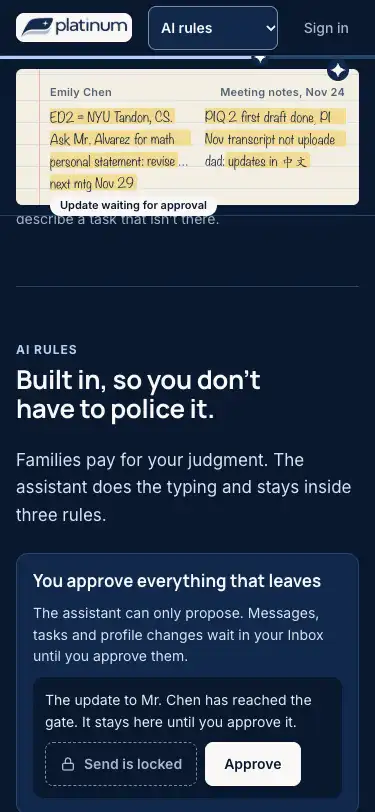 platinum
AI rules
Sign in
Emily Chen
Meeting notes, Nov 24
ED2 = NYU Tandon, CS.
Ask Mr. Alvarez for math
personal statement: revise ...
next mtg Nov 29
PIQ 2 first draft done, PI
Nov transcript not uploade
dad: updates in 中文
Update waiting for approval
describe a task that isn't there.
AI RULES
Built in, so you don't
have to police it.
Families pay for your judgment. The
assistant does the typing and stays inside
three rules.
You approve everything that leaves
The assistant can only propose. Messages,
tasks and profile changes wait in your Inbox
until you approve them.
The update to Mr. Chen has reached the
gate. It stays here until you approve it.
Send is locked
Approve